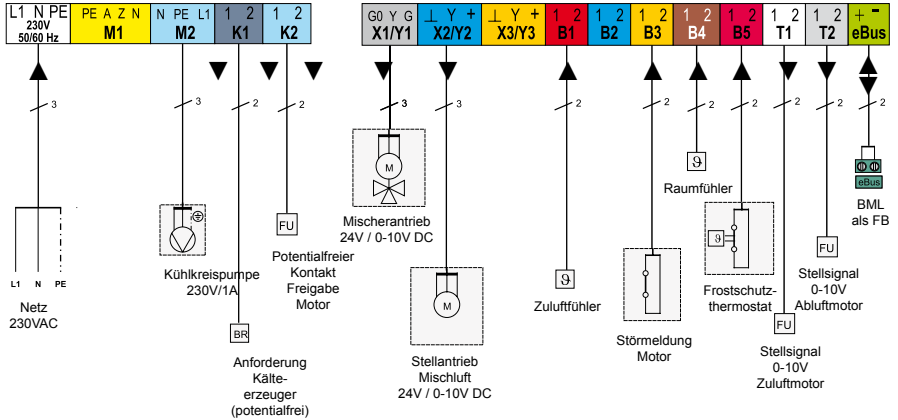 L1 N PE
230V
50/60 Hz
PE A Z N
M1
N PE L1
M2
1 2
K1
1 2
K2
G0 Y G
X1/Y1
⊥ Y +
X2/Y2
⊥ Y +
X3/Y3
1 2
B1
1 2
B2
1 2
B3
1 2
B4
1 2
B5
1 2
T1
1 2
T2
+ -
eBus
3
3
2
2
3
3
2
2
2
2
2
2
2
L1 N PE
Netz
230VAC
Kühlkreispumpe
230V/1A
BR
Anforderung
Kälte-
erzeuger
(potentialfrei)
FU
Potentialfreier
Kontakt
Freigabe
Motor
M
Mischerantrieb
24V / 0-10V DC
M
Stellantrieb
Mischluft
24V / 0-10V DC
ϑ
Zuluftfühler
Störmeldung
Motor
ϑ
Raumfühler
ϑ
Frostschutz-
thermostat
FU
Stellsignal
0-10V
Zuluftmotor
FU
Stellsignal
0-10V
Abluftmotor
eBus
BML
als FB